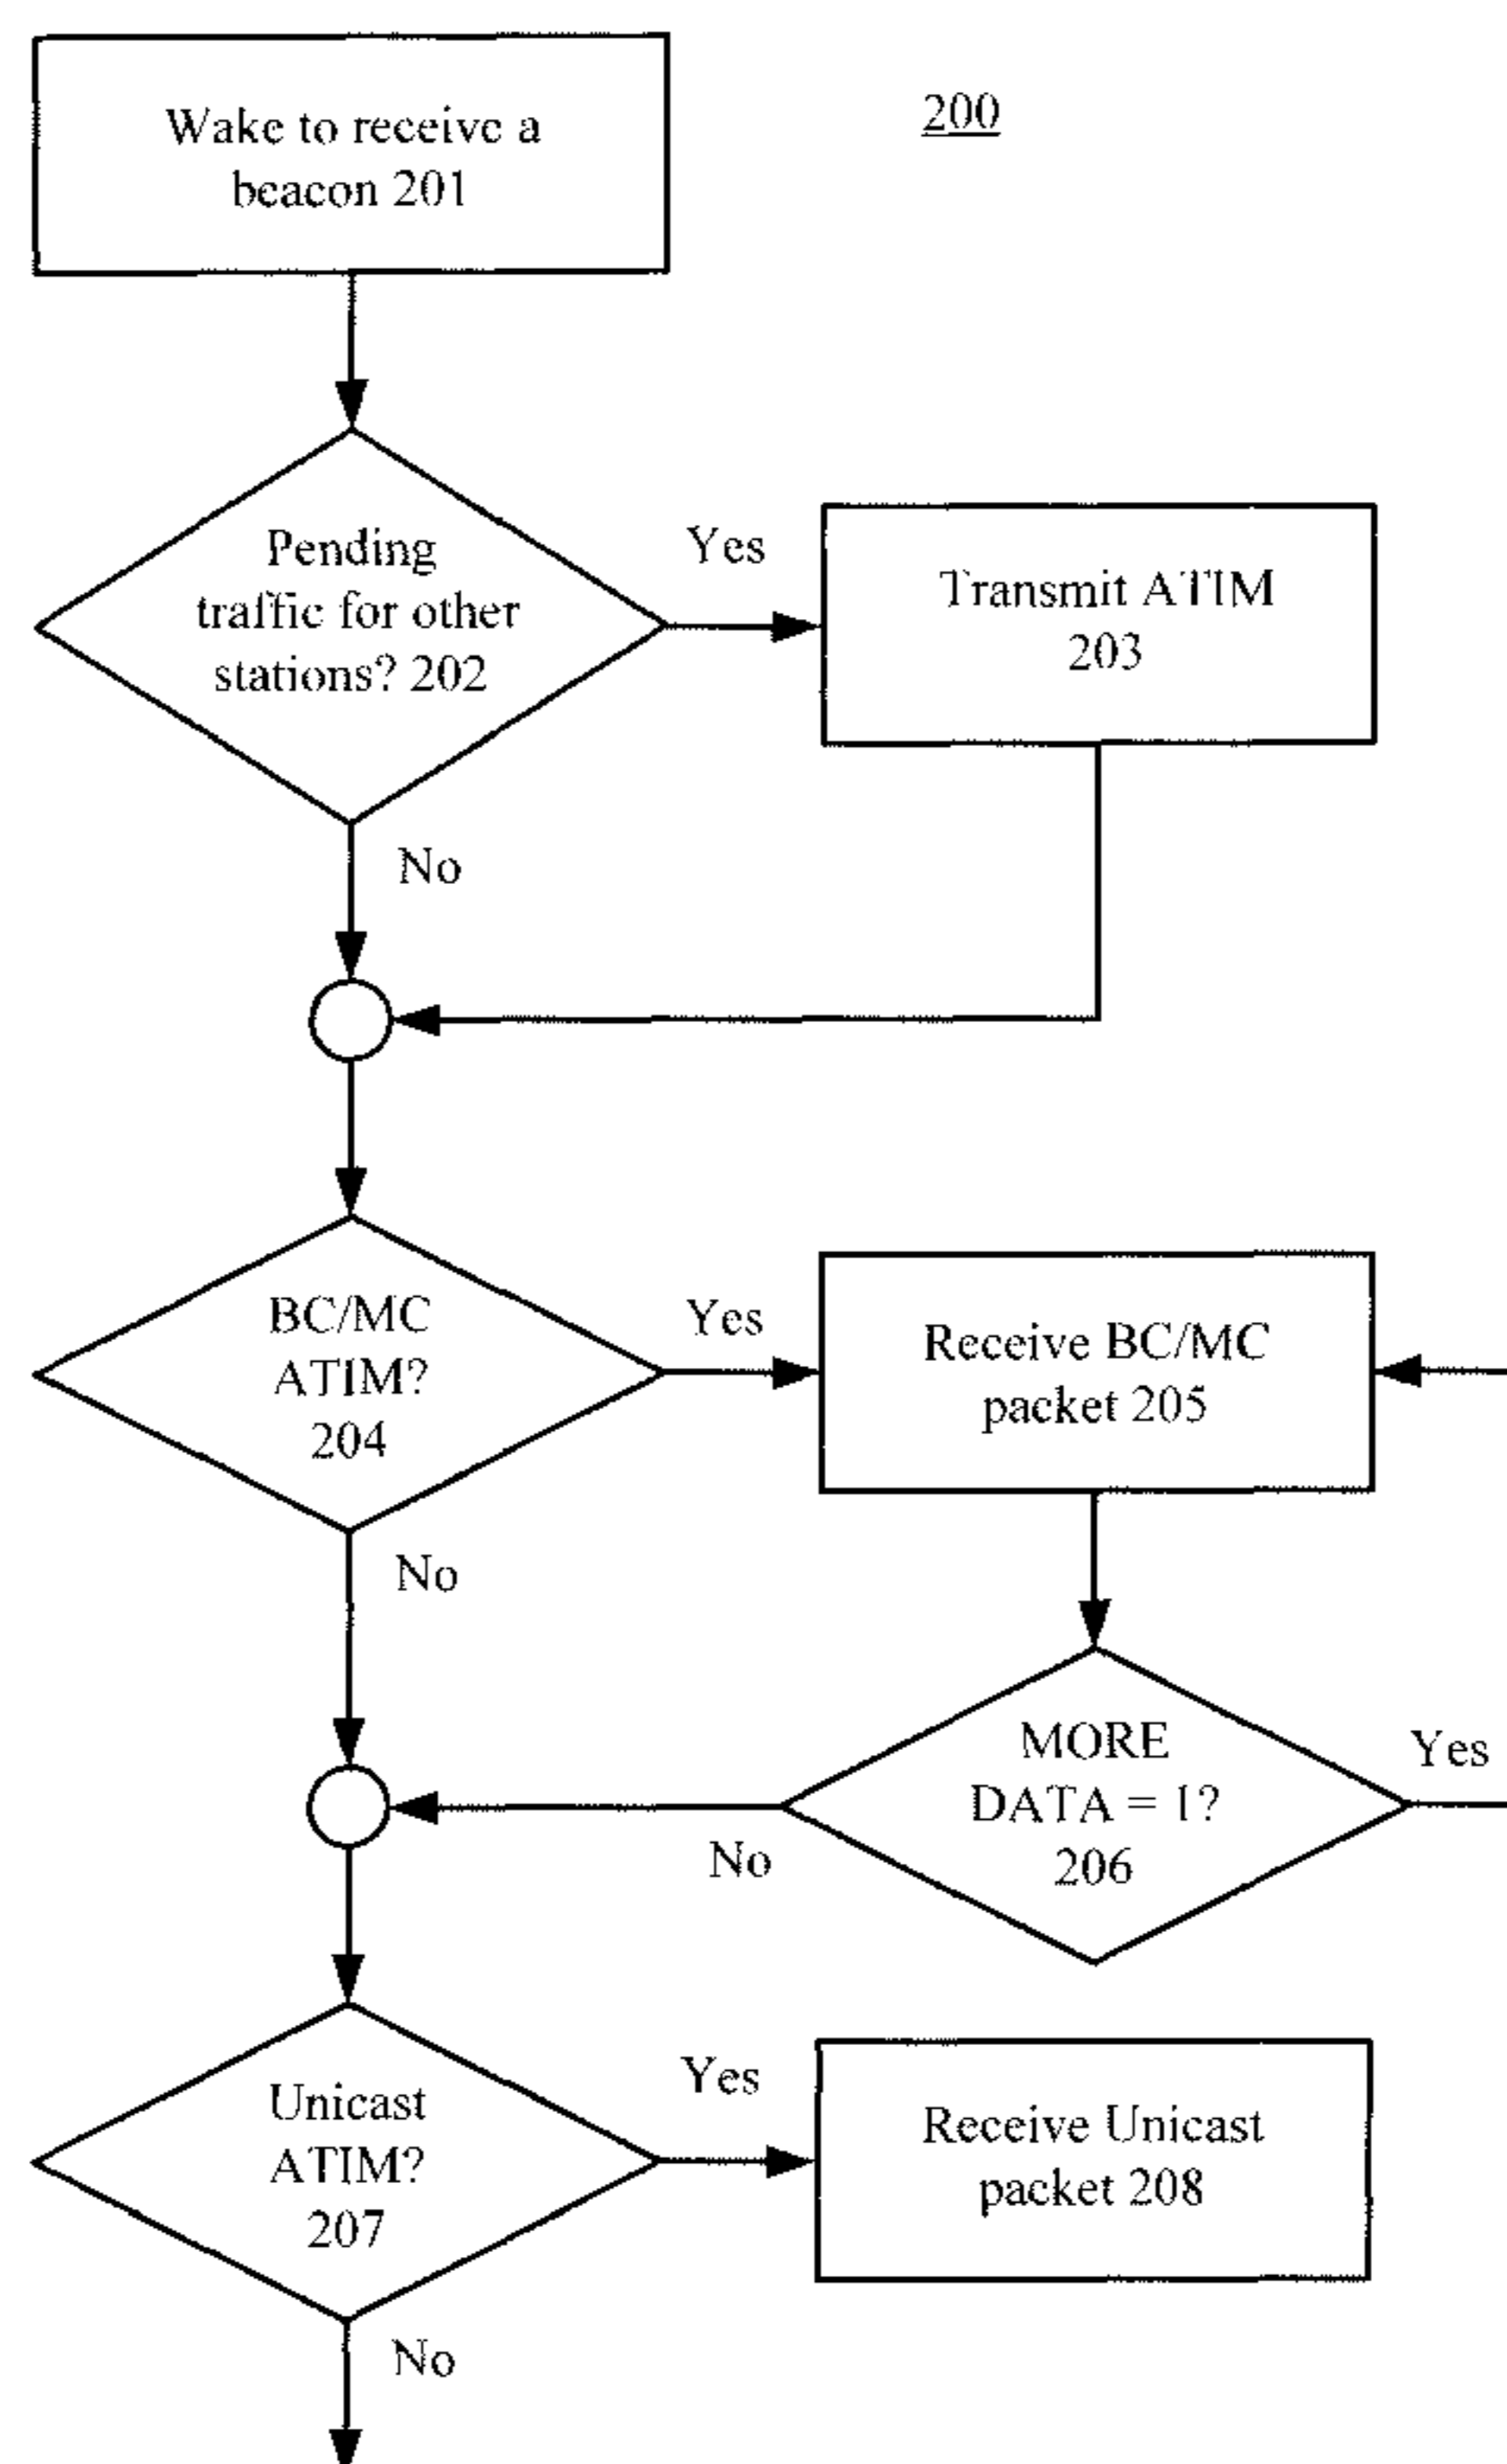 Wake to receive a
beacon 201
200
Pending
traffic for other
stations? 202
Yes
Transmit ATIM
203
No
BC/MC
ATIM?
204
Yes
Receive BC/MC
packet 205
No
MORE
DATA = 1?
206
Yes
No
Unicast
ATIM?
207
Yes
Receive Unicast
packet 208
No